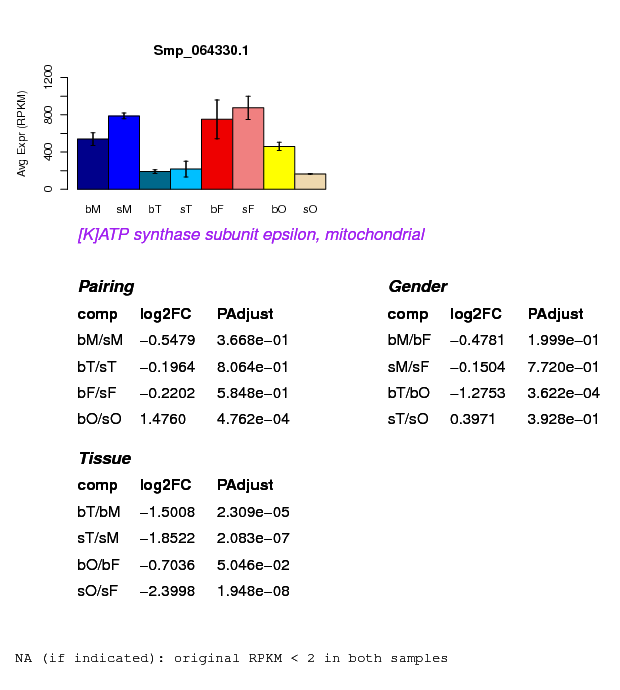 Smp_064330.1
Avg Expr (RPKM)
0 400 800 1200
bM sM bT sT bF sF bO sO
[K]ATP synthase subunit epsilon, mitochondrial
Pairing
comp log2FC PAdjust
bM/sM −0.5479 3.668e−01
bT/sT −0.1964 8.064e−01
bF/sF −0.2202 5.848e−01
bO/sO 1.4760 4.762e−04
Gender
comp log2FC PAdjust
bM/bF −0.4781 1.999e−01
sM/sF −0.1504 7.720e−01
bT/bO −1.2753 3.622e−04
sT/sO 0.3971 3.928e−01
Tissue
comp log2FC PAdjust
bT/bM −1.5008 2.309e−05
sT/sM −1.8522 2.083e−07
bO/bF −0.7036 5.046e−02
sO/sF −2.3998 1.948e−08
NA (if indicated): original RPKM < 2 in both samples